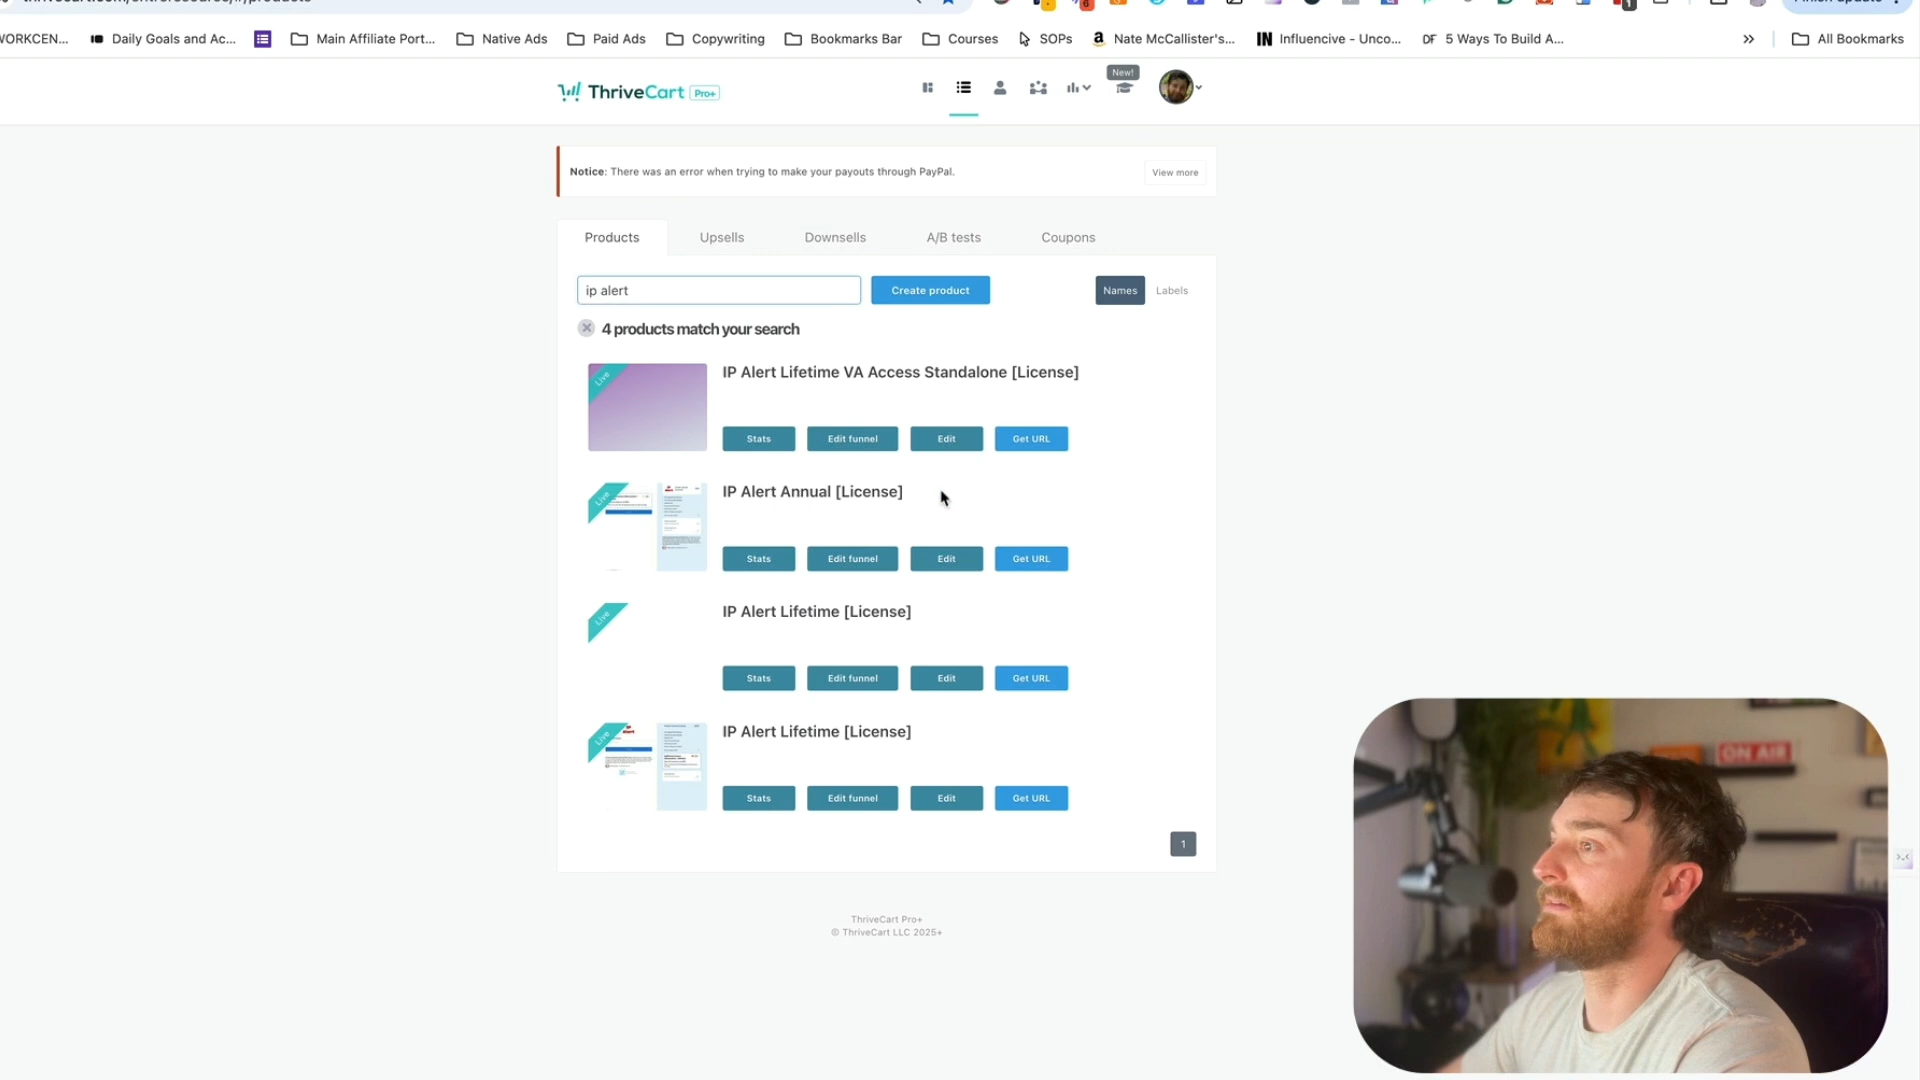 WORKCEN... Daily Goals and Ac... Main Affiliate Port... Native Ads Paid Ads Copywriting Bookmarks Bar Courses SOPs Nate McCallister's... Influencive - Unco... 5 Ways To Build A... » All Bookmarks
ThriveCart Pro+
New!
Notice: There was an error when trying to make your payouts through PayPal. View more
Products Upsells Downsells A/B tests Coupons
ip alert Create product Names Labels
4 products match your search
Live
IP Alert Lifetime VA Access Standalone [License]
Stats Edit funnel Edit Get URL
Live
IP Alert Annual [License]
Stats Edit funnel Edit Get URL
Live
IP Alert Lifetime [License]
Stats Edit funnel Edit Get URL
Live
IP Alert Lifetime [License]
Stats Edit funnel Edit Get URL
1
ThriveCart Pro+
© ThriveCart LLC 2025+
ON AIR